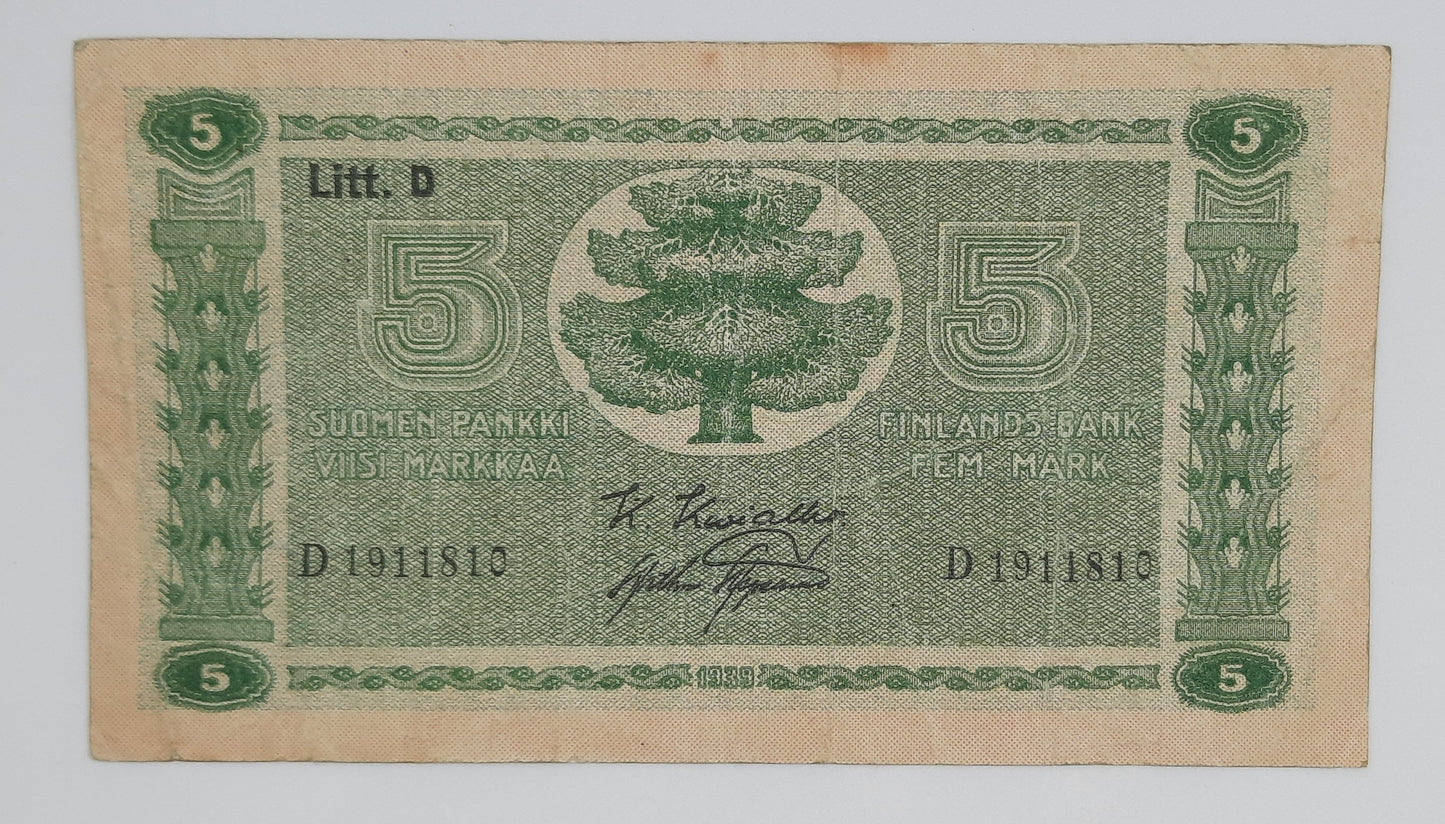 5 5
Litt. D
5 5
SUOMEN PANKKI FINLANDS BANK
VIISI MARKKAA FEM MARK
D 1911810 D 1911810
5 1939 5